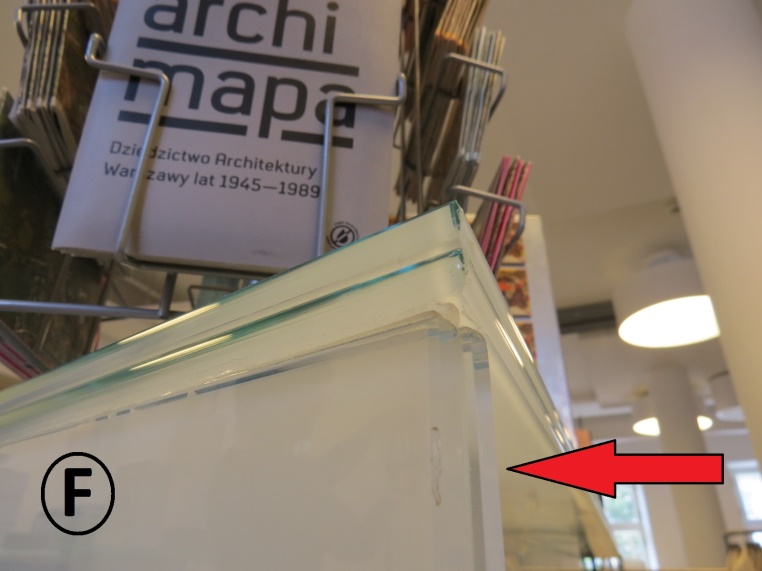 archi
mapa
Dziedzictwo Architektury
Warszawy lat 1945—1989
F